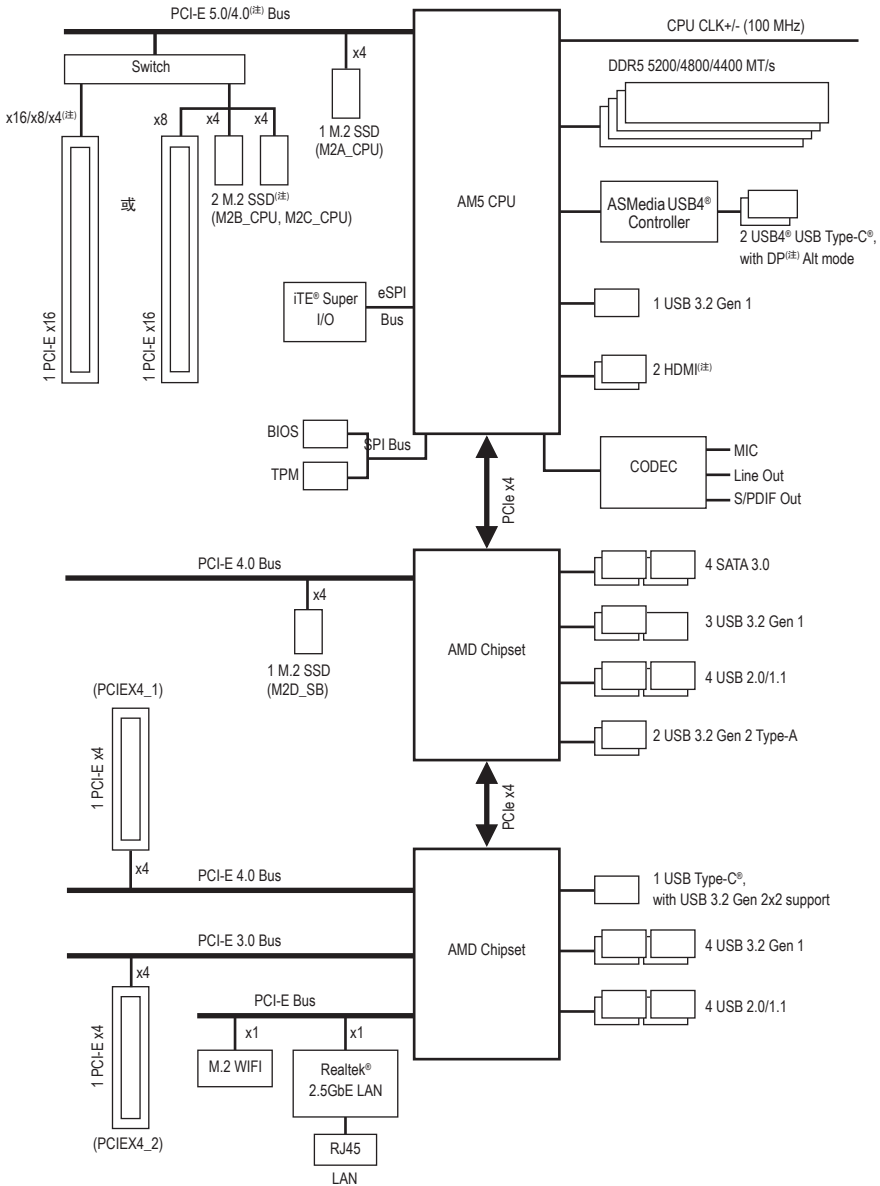 PCI-E 5.0/4.0(注) Bus
CPU CLK+/- (100 MHz)
x4
Switch
DDR5 5200/4800/4400 MT/s
x16/x8/x4(注)
x8
x4
x4
1 M.2 SSD
(M2A_CPU)
或
2 M.2 SSD(注)
(M2B_CPU, M2C_CPU)
1 PCI-E x16
1 PCI-E x16
AM5 CPU
ASMedia USB4®
Controller
2 USB4® USB Type-C®,
with DP(注) Alt mode
iTE® Super
I/O
eSPI
Bus
1 USB 3.2 Gen 1
2 HDMI(注)
BIOS
TPM
SPI Bus
CODEC
MIC
Line Out
S/PDIF Out
PCIe x4
PCI-E 4.0 Bus
x4
1 M.2 SSD
(M2D_SB)
AMD Chipset
4 SATA 3.0
3 USB 3.2 Gen 1
4 USB 2.0/1.1
2 USB 3.2 Gen 2 Type-A
(PCIEX4_1)
1 PCI-E x4
x4
PCIe x4
PCI-E 4.0 Bus
AMD Chipset
1 USB Type-C®,
with USB 3.2 Gen 2x2 support
PCI-E 3.0 Bus
4 USB 3.2 Gen 1
x4
1 PCI-E x4
(PCIEX4_2)
PCI-E Bus
4 USB 2.0/1.1
x1
x1
M.2 WIFI
Realtek®
2.5GbE LAN
RJ45
LAN